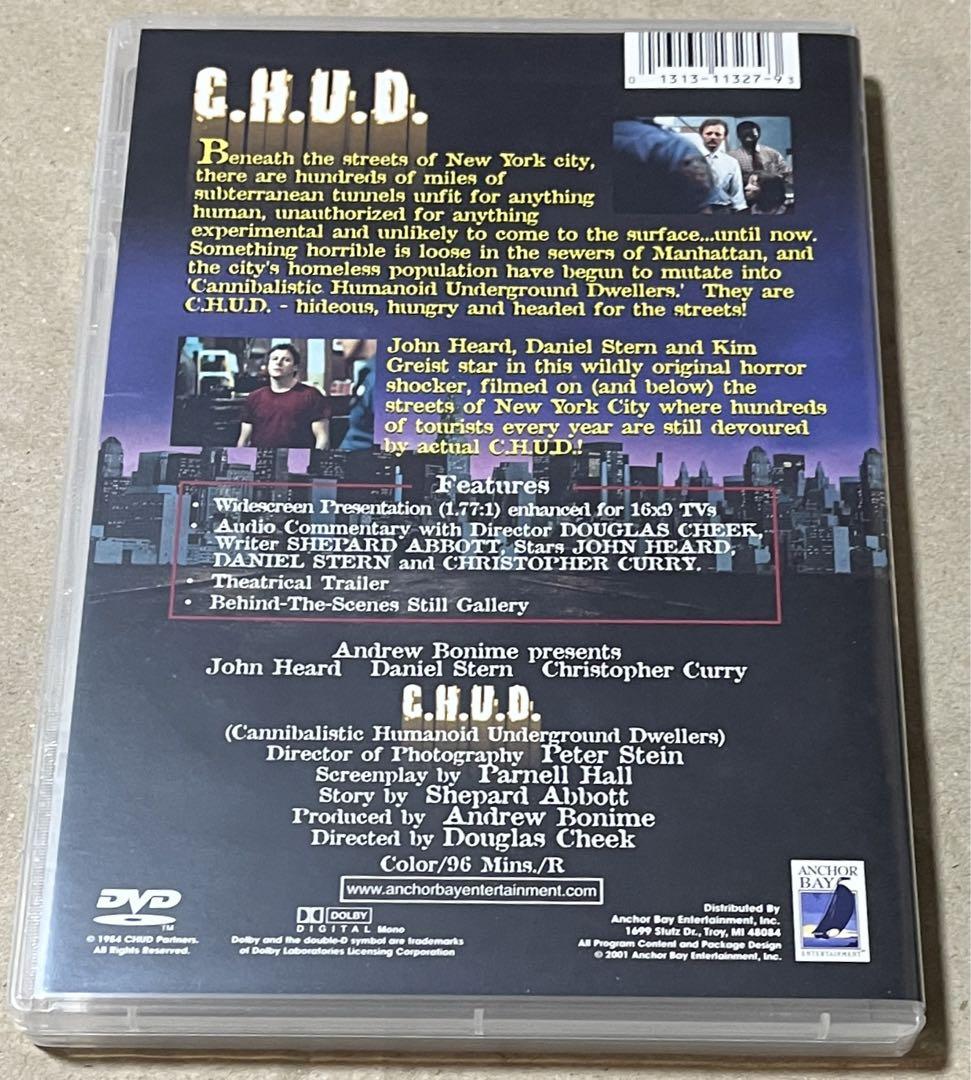 0 1313-11327-9 3
C.H.U.D.
Beneath the streets of New York city,
there are hundreds of miles of
subterranean tunnels unfit for anything
human, unauthorized for anything
experimental and unlikely to come to the surface...until now.
Something horrible is loose in the sewers of Manhattan, and
the city's homeless population have begun to mutate into
'Cannibalistic Humanoid Underground Dwellers.' They are
C.H.U.D. - hideous, hungry and headed for the streets!
John Heard, Daniel Stern and Kim
Greist star in this wildly original horror
shocker, filmed on (and below) the
streets of New York City where hundreds
of tourists every year are still devoured
by actual C.H.U.D.!
Features
• Widescreen Presentation (1.77:1) enhanced for 16x9 TVs
• Audio Commentary with Director DOUGLAS CHEEK,
Writer SHEPARD ABBOTT, Stars JOHN HEARD,
DANIEL STERN and CHRISTOPHER CURRY.
• Theatrical Trailer
• Behind-The-Scenes Still Gallery
Andrew Bonime presents
John Heard Daniel Stern Christopher Curry
C.H.U.D.
(Cannibalistic Humanoid Underground Dwellers)
Director of Photography Peter Stein
Screenplay by Parnell Hall
Story by Shepard Abbott
Produced by Andrew Bonime
Directed by Douglas Cheek
Color/96 Mins./R
www.anchorbayentertainment.com
DVD
TM
© 1984 CHUD Partners.
All Rights Reserved.
DOLBY
DIGITAL Mono
Dolby and the double-D symbol are trademarks
of Dolby Laboratories Licensing Corporation
Distributed By
Anchor Bay Entertainment, Inc.
1699 Stutz Dr., Troy, MI 48084
All Program Content and Package Design
© 2001 Anchor Bay Entertainment, Inc.
ANCHOR
BAY
ENTERTAINMENT